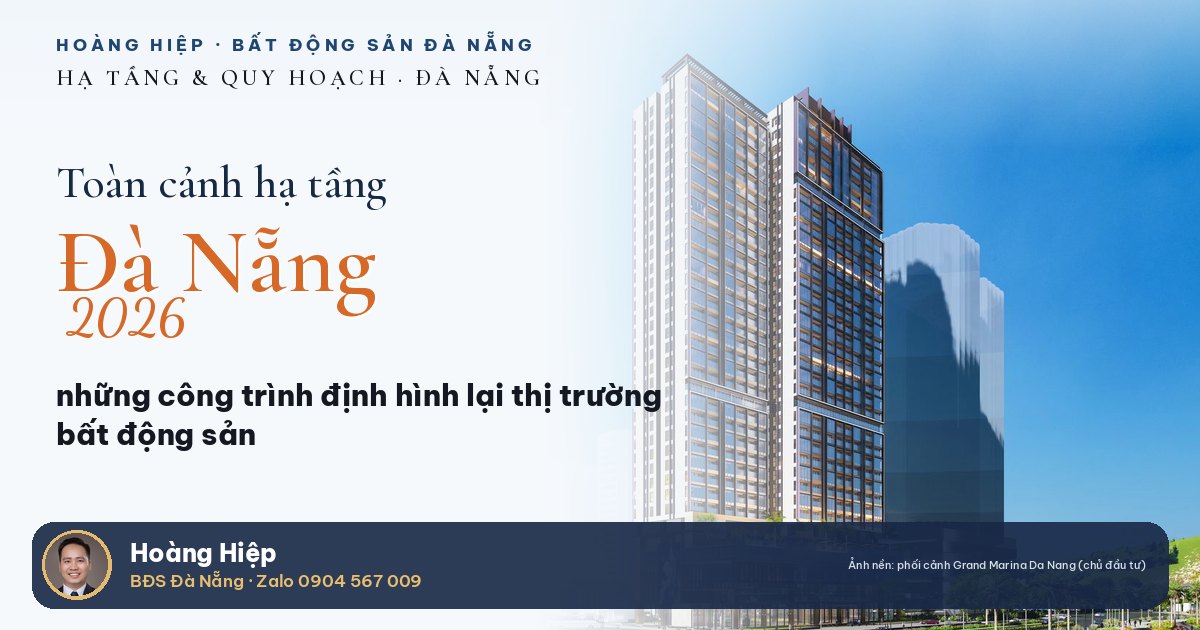 HOÀNG HIỆP · BẤT ĐỘNG SẢN ĐÀ NẴNG
HẠ TẦNG & QUY HOẠCH · ĐÀ NẴNG
Toàn cảnh hạ tầng
Đà Nẵng
2026
những công trình định hình lại thị trường
bất động sản
Hoàng Hiệp
BĐS Đà Nẵng · Zalo 0904 567 009
Ảnh nền: phối cảnh Grand Marina Da Nang (chủ đầu tư)